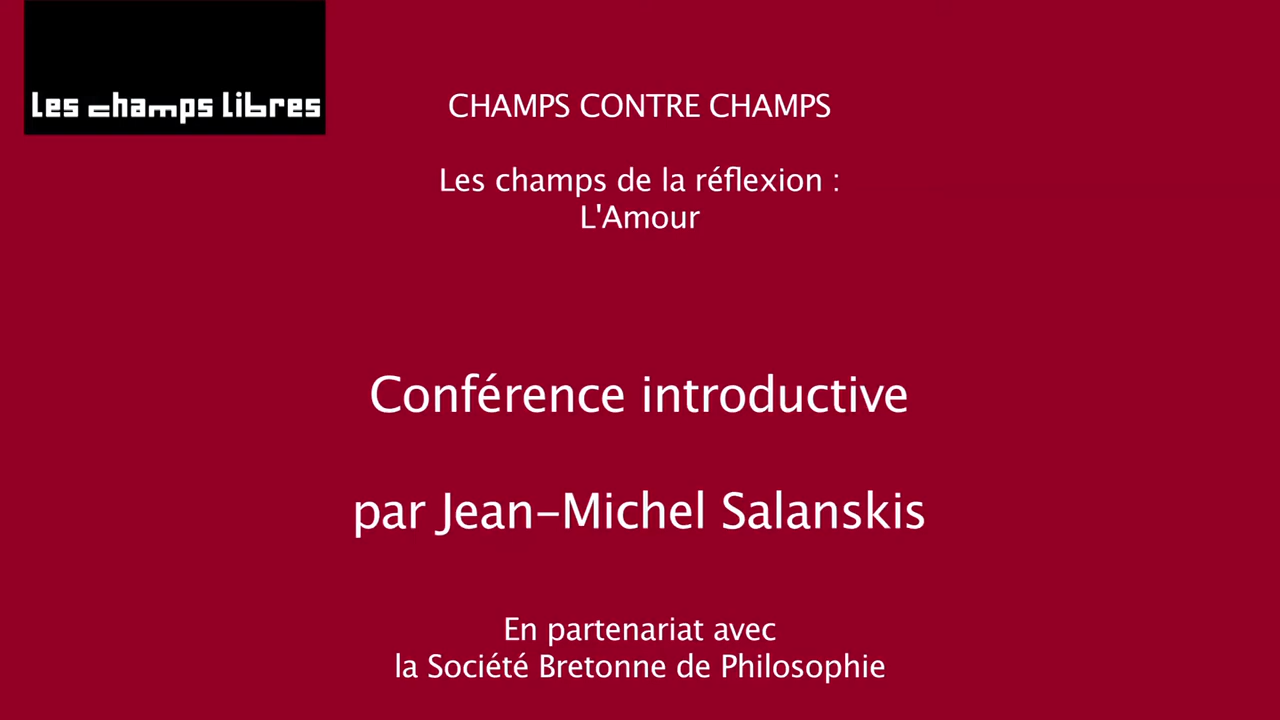 les champs libres
CHAMPS CONTRE CHAMPS
Les champs de la réflexion :
L'Amour
Conférence introductive
par Jean-Michel Salanskis
En partenariat avec
la Société Bretonne de Philosophie